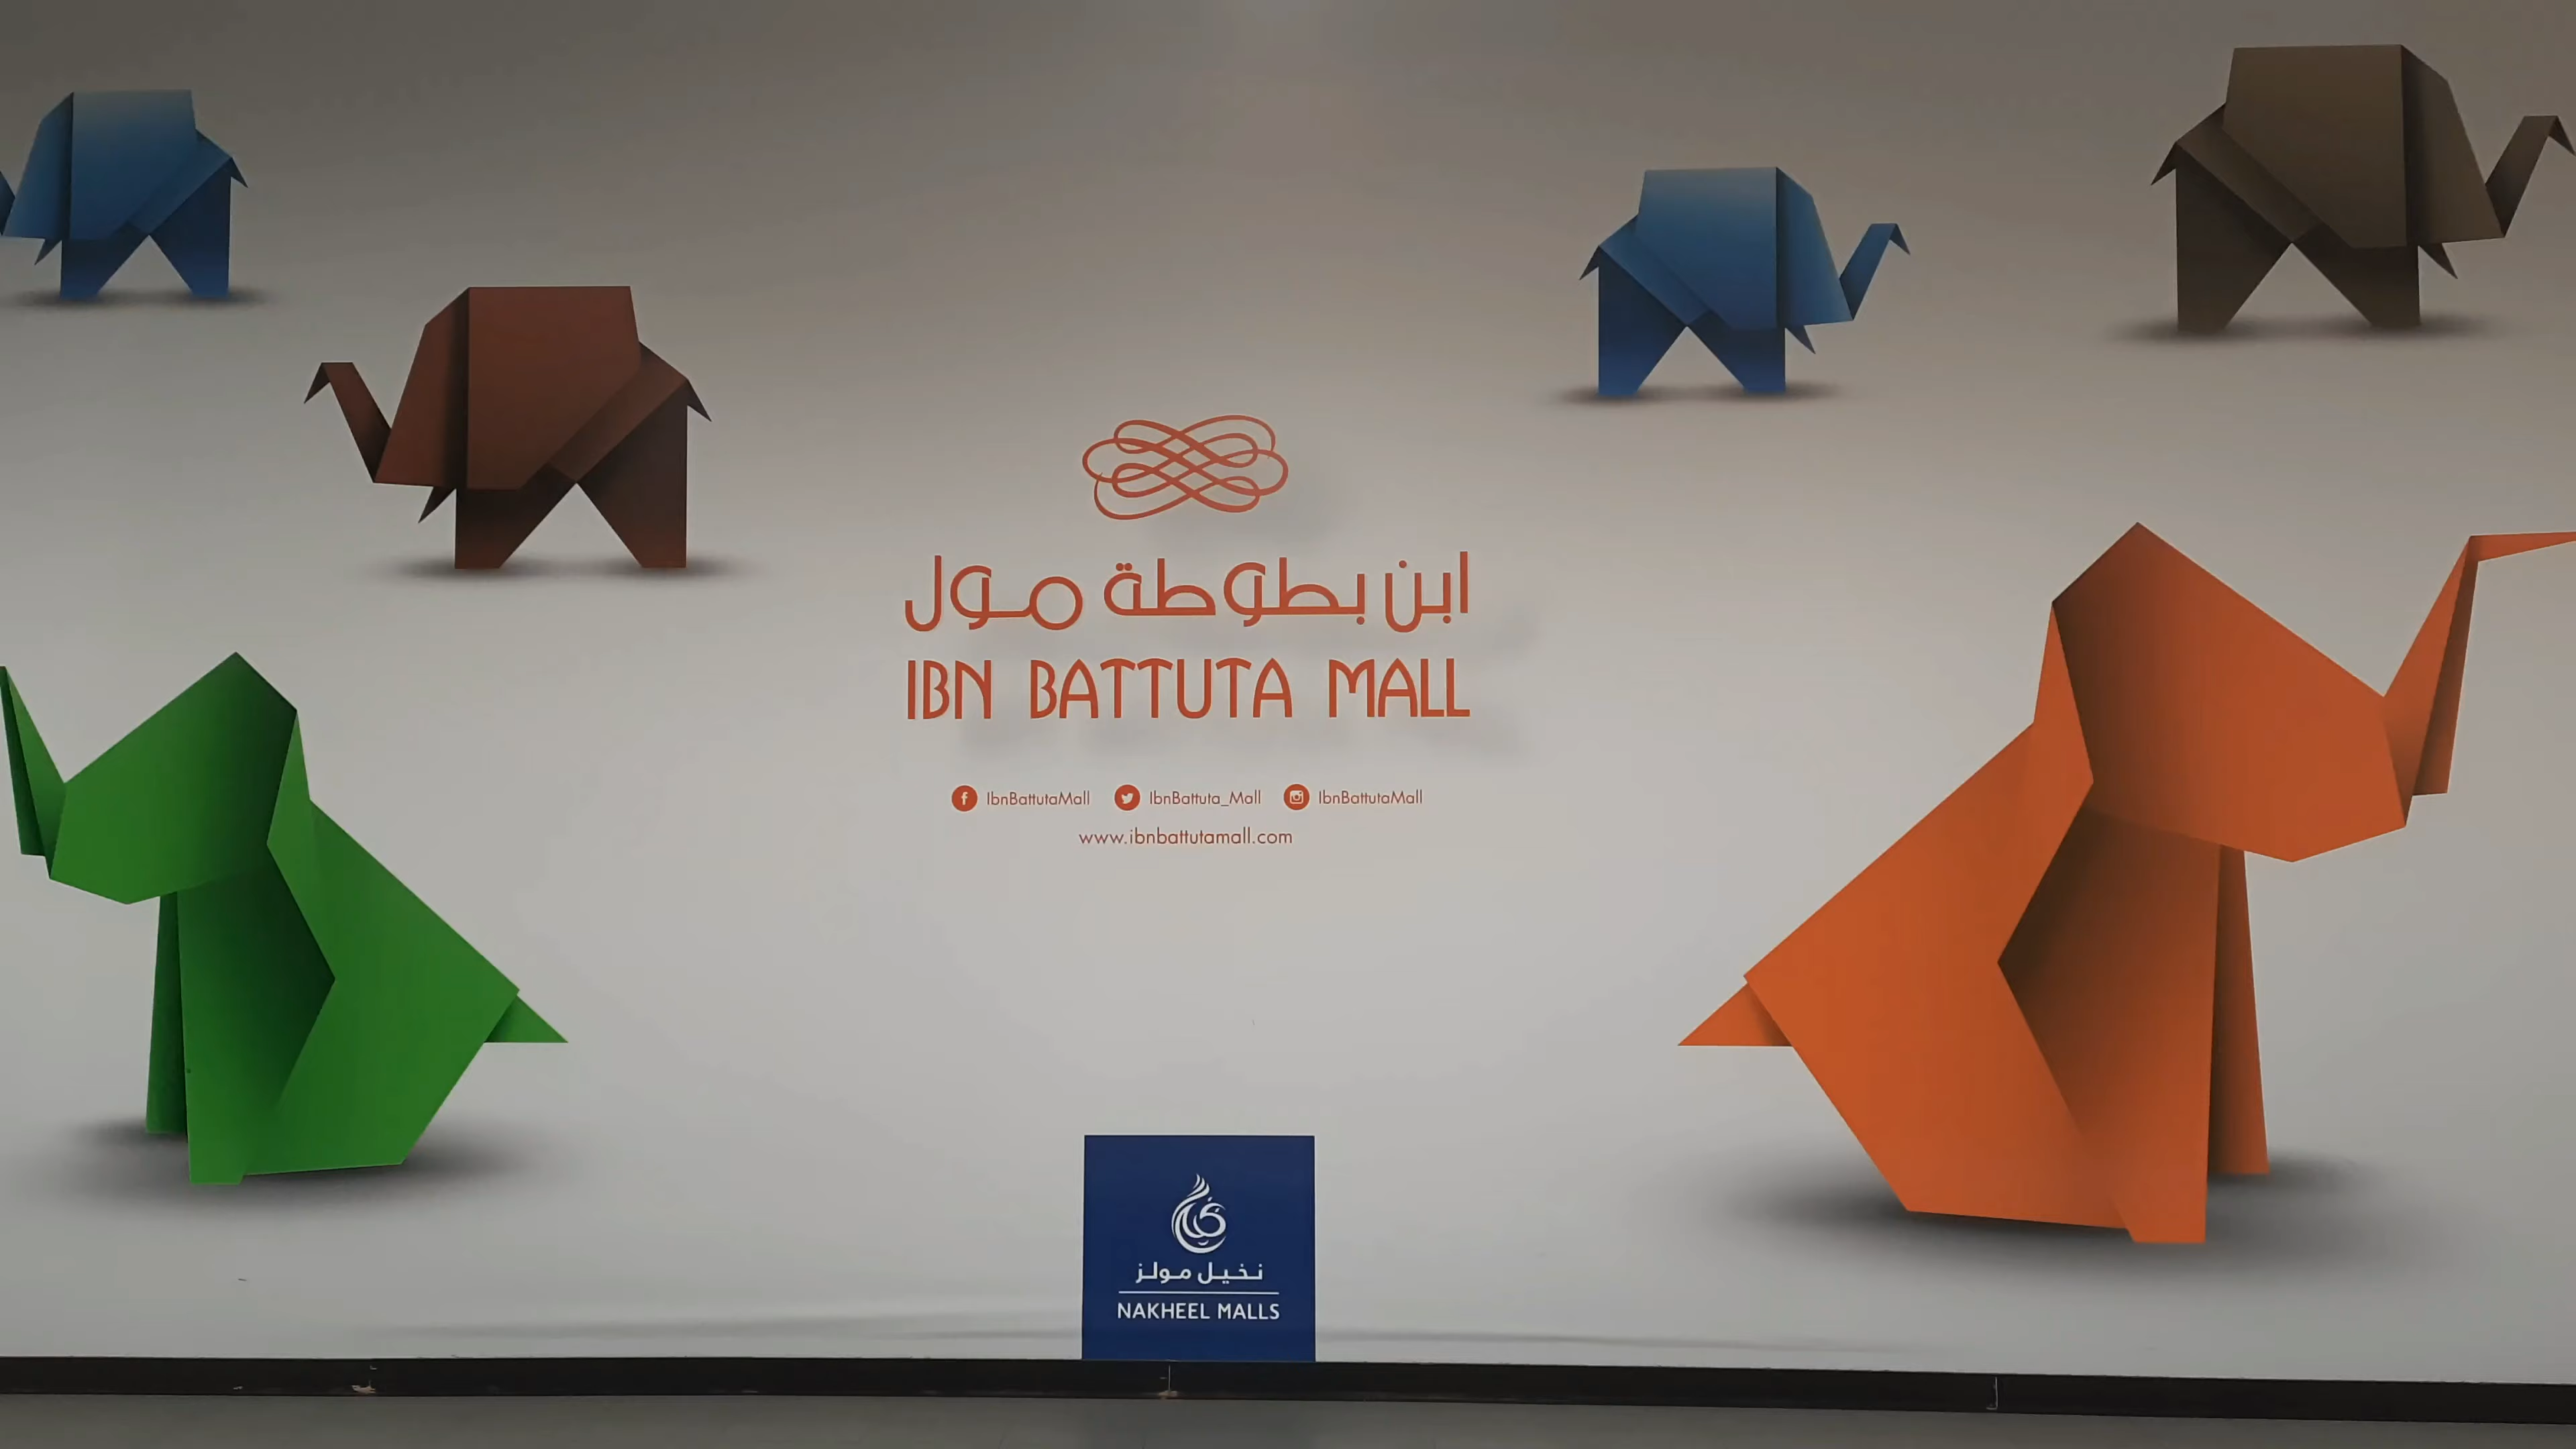 ابن بطوطة مول
IBN BATTUTA MALL
IbnBattutaMall IbnBattuta_Mall IbnBattutaMall
www.ibnbattutamall.com
نخيل مولز
NAKHEEL MALLS